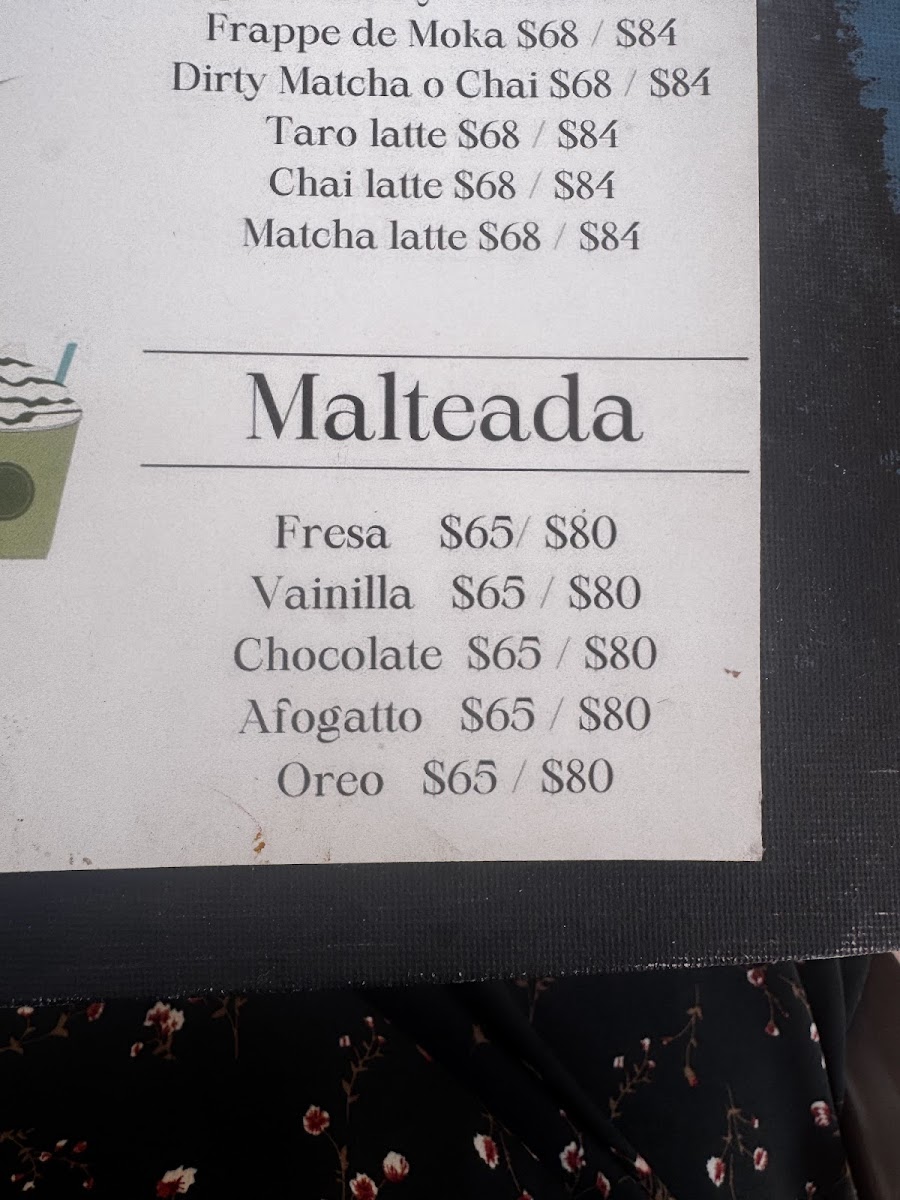 Frappe de Moka $68 / $84
Dirty Matcha o Chai $68 / $84
Taro latte $68 / $84
Chai latte $68 / $84
Matcha latte $68 / $84
Malteada
Fresa $65/ $80
Vainilla $65 / $80
Chocolate $65 / $80
Afogatto $65 / $80
Oreo $65 / $80